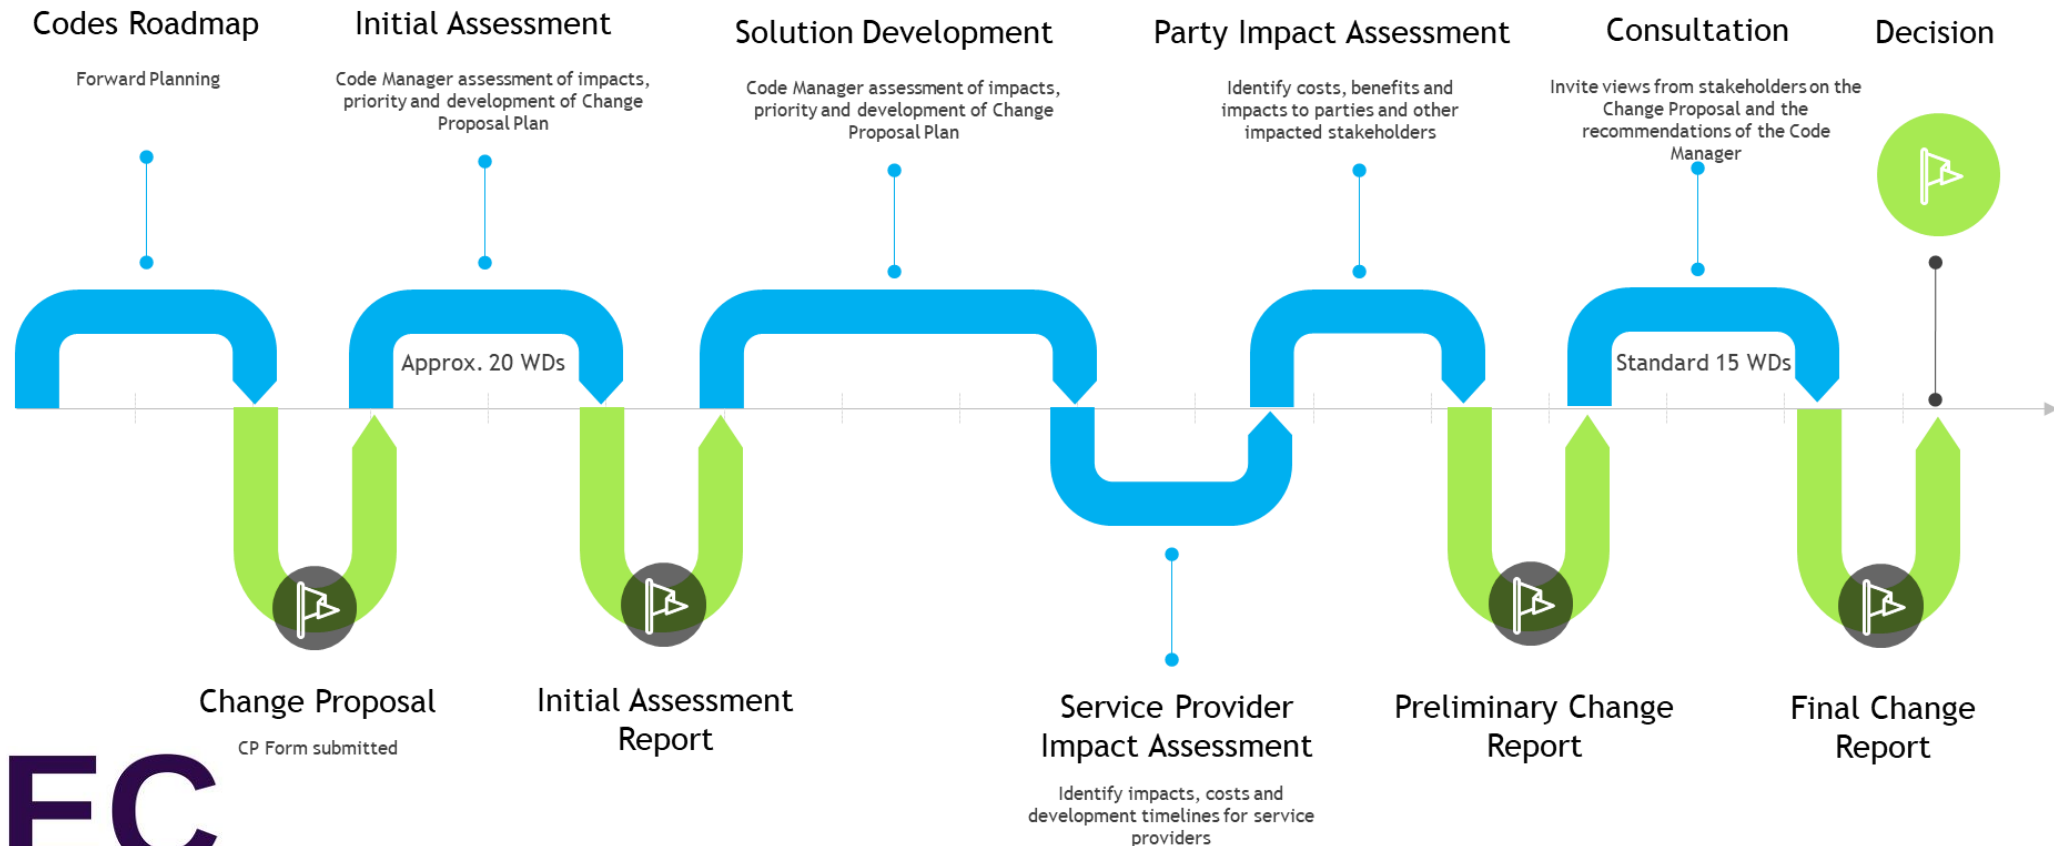 Codes Roadmap
Forward Planning
Initial Assessment
Code Manager assessment of impacts,
priority and development of Change
Proposal Plan
Solution Development
Code Manager assessment of impacts,
priority and development of Change
Proposal Plan
Party Impact Assessment
Identify costs, benefits and
impacts to parties and other
impacted stakeholders
Consultation
Invite views from stakeholders on the
Change Proposal and the
recommendations of the Code
Manager
Decision
Approx. 20 WDs
Standard 15 WDs
Change Proposal
CP Form submitted
Initial Assessment
Report
Service Provider
Impact Assessment
Identify impacts, costs and
development timelines for service
providers
Preliminary Change
Report
Final Change
Report
EC